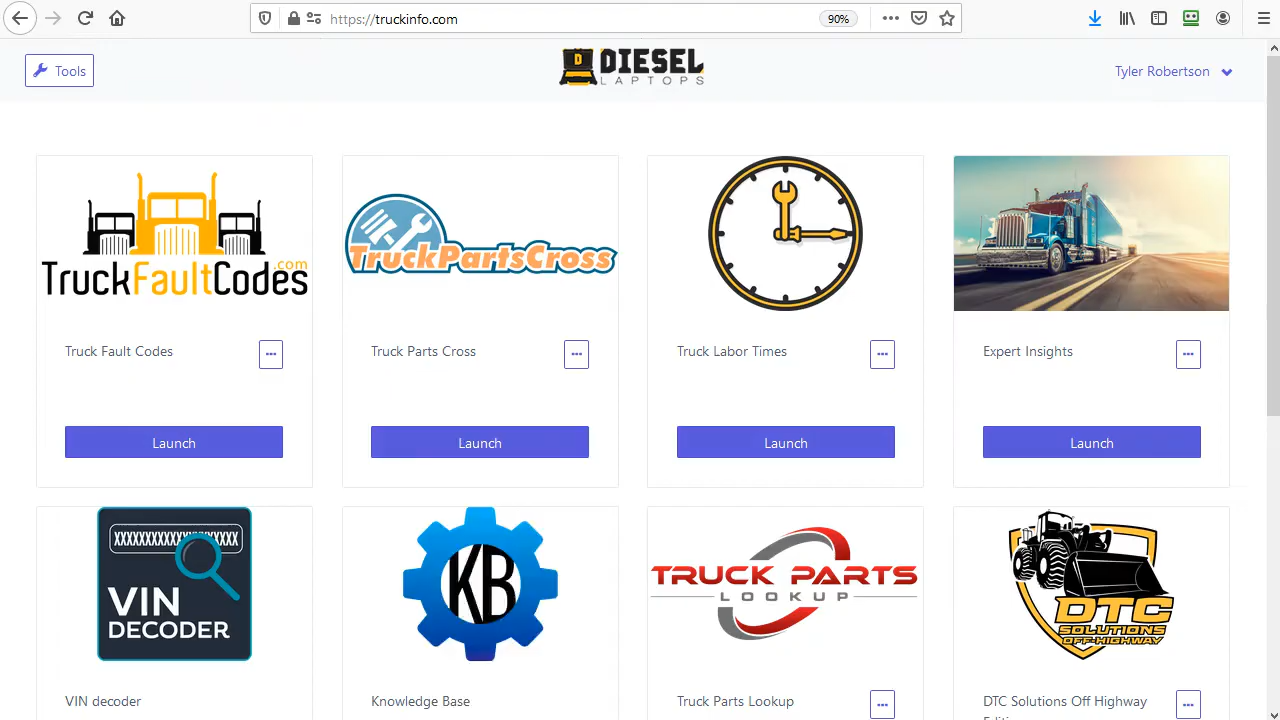 https://truckinfo.com
90%
Tools
D
DIESEL
LAPTOPS
Tyler Robertson
TruckFaultCodes
.com
TruckPartsCross
Truck Fault Codes
Truck Parts Cross
Truck Labor Times
Expert Insights
Launch
Launch
Launch
Launch
VIN
DECODER
KB
TRUCK PARTS
LOOKUP
DTC
SOLUTIONS
OFF-HIGHWAY
VIN decoder
Knowledge Base
Truck Parts Lookup
DTC Solutions Off Highway